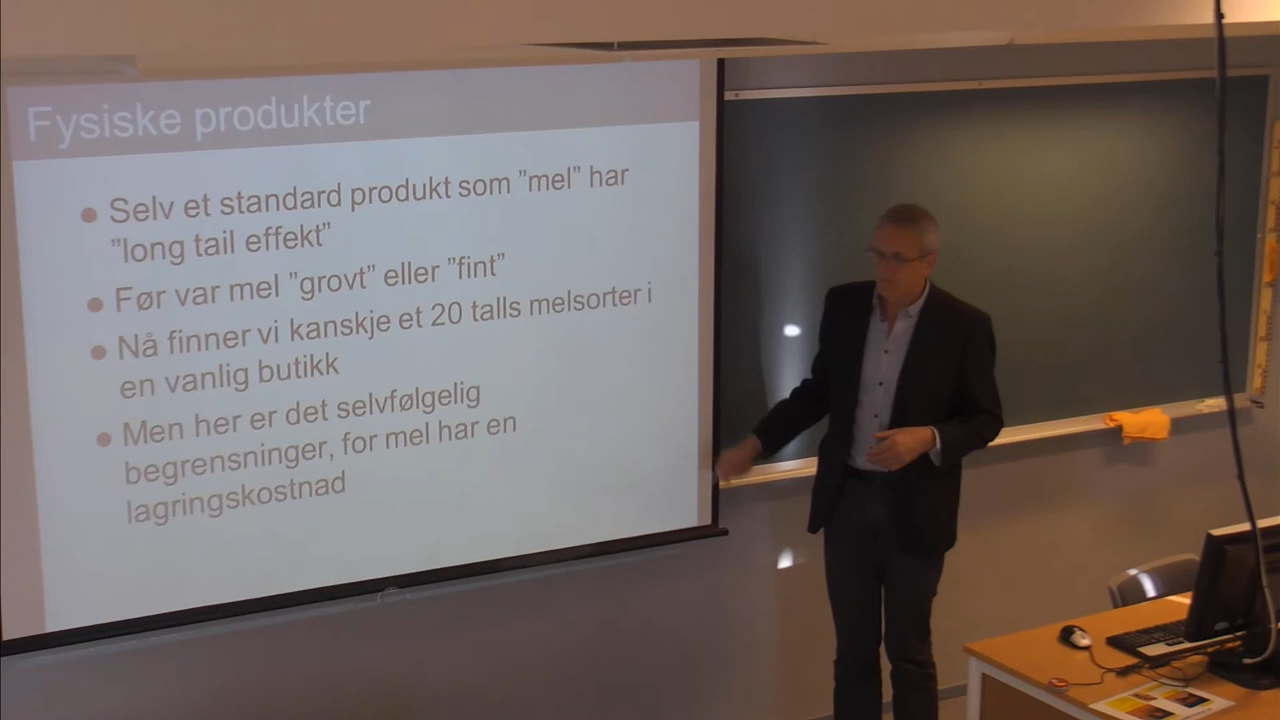 Fysiske produkter
Selv et standard produkt som ”mel” har
”long tail effekt”
Før var mel ”grovt” eller ”fint”
Nå finner vi kanskje et 20 talls melsorter i
en vanlig butikk
Men her er det selvfølgelig
begrensninger, for mel har en
lagringskostnad